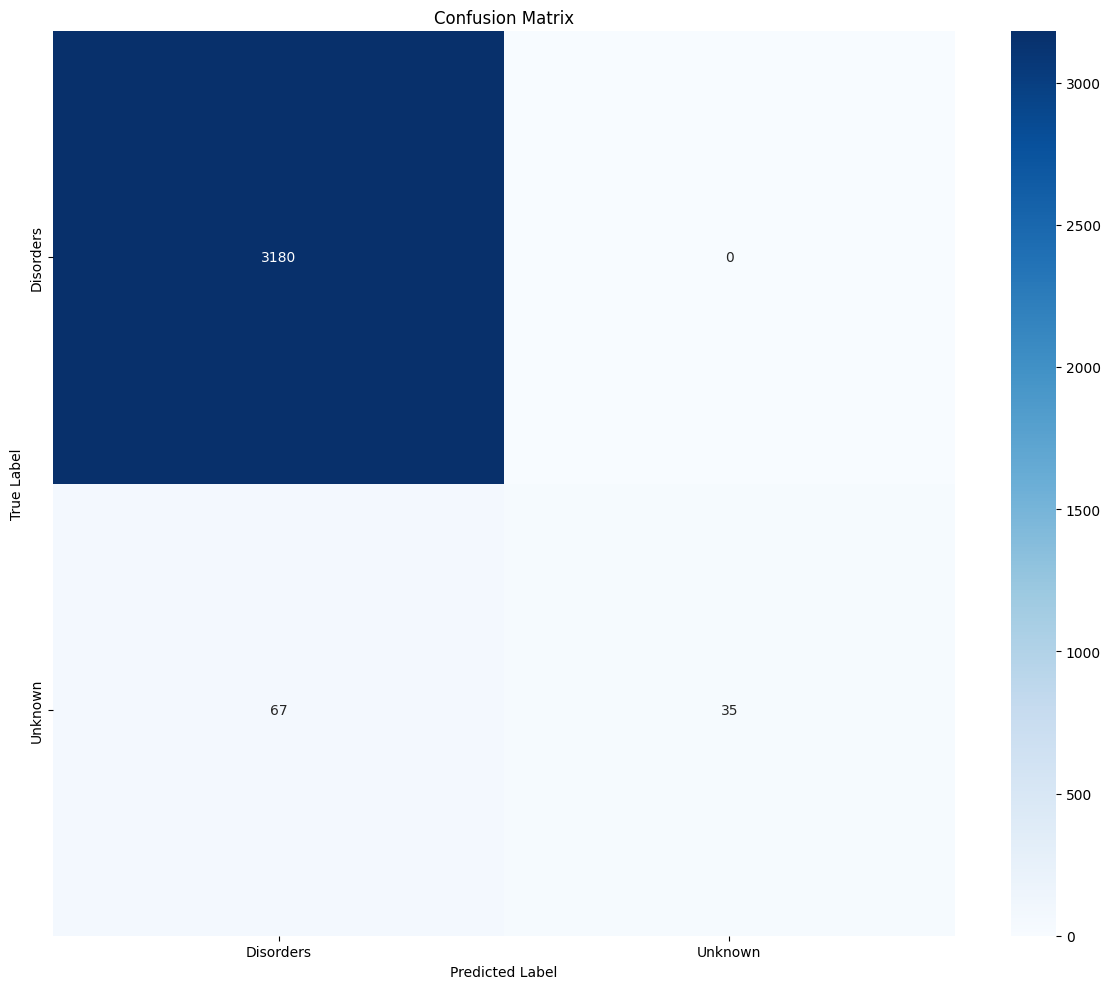 Confusion Matrix
True Label
Disorders
Unknown
3180
0
67
35
Disorders
Unknown
Predicted Label
3000
2500
2000
1500
1000
500
0